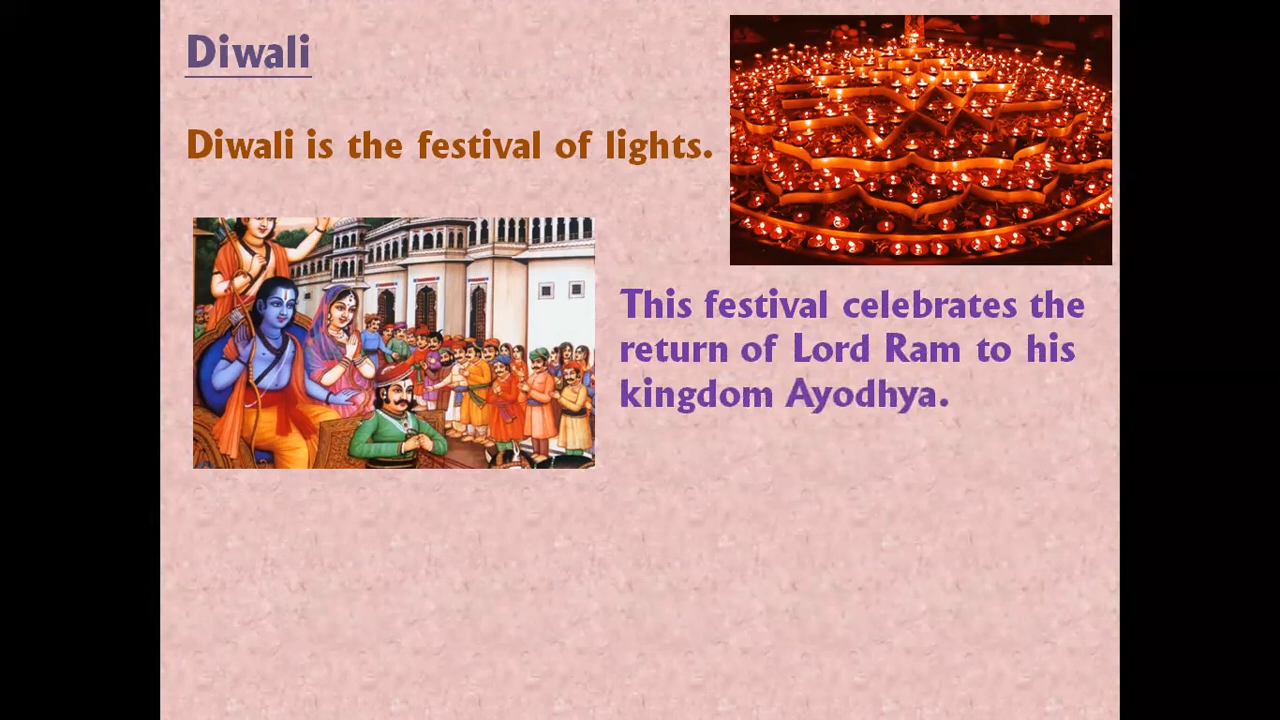 Diwali
Diwali is the festival of lights.
This festival celebrates the
return of Lord Ram to his
kingdom Ayodhya.